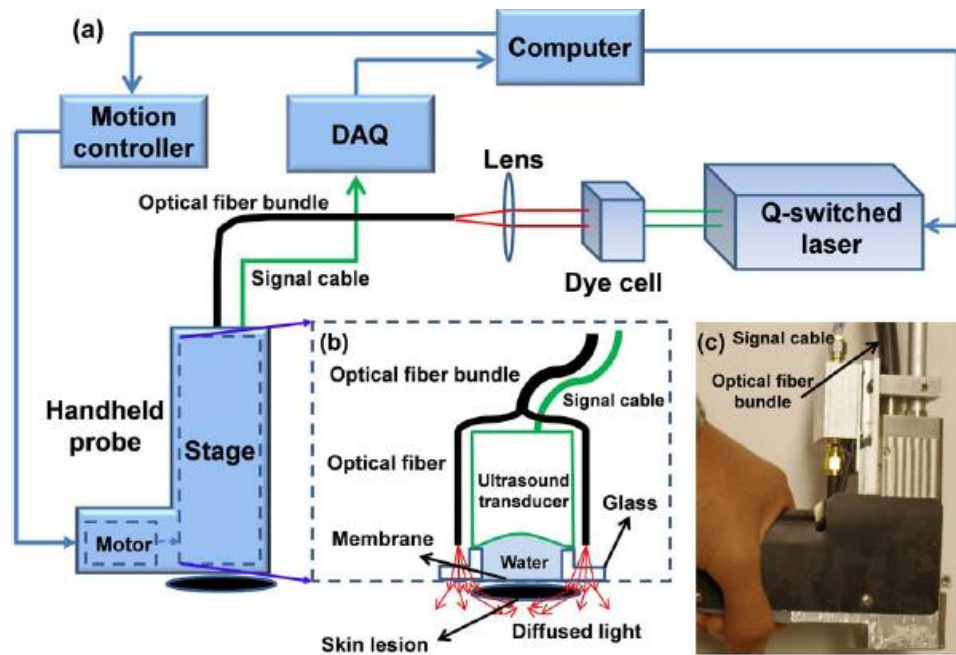 (a)
Computer
Motion
controller
DAQ
Lens
Optical fiber bundle
Q-switched
laser
Signal cable
Dye cell
Handheld
probe
Stage
Motor
(b)
Optical fiber bundle
Signal cable
Optical fiber
Ultrasound
transducer
Glass
Membrane
Water
Skin lesion
Diffused light
(c)
Signal cable
Optical fiber
bundle